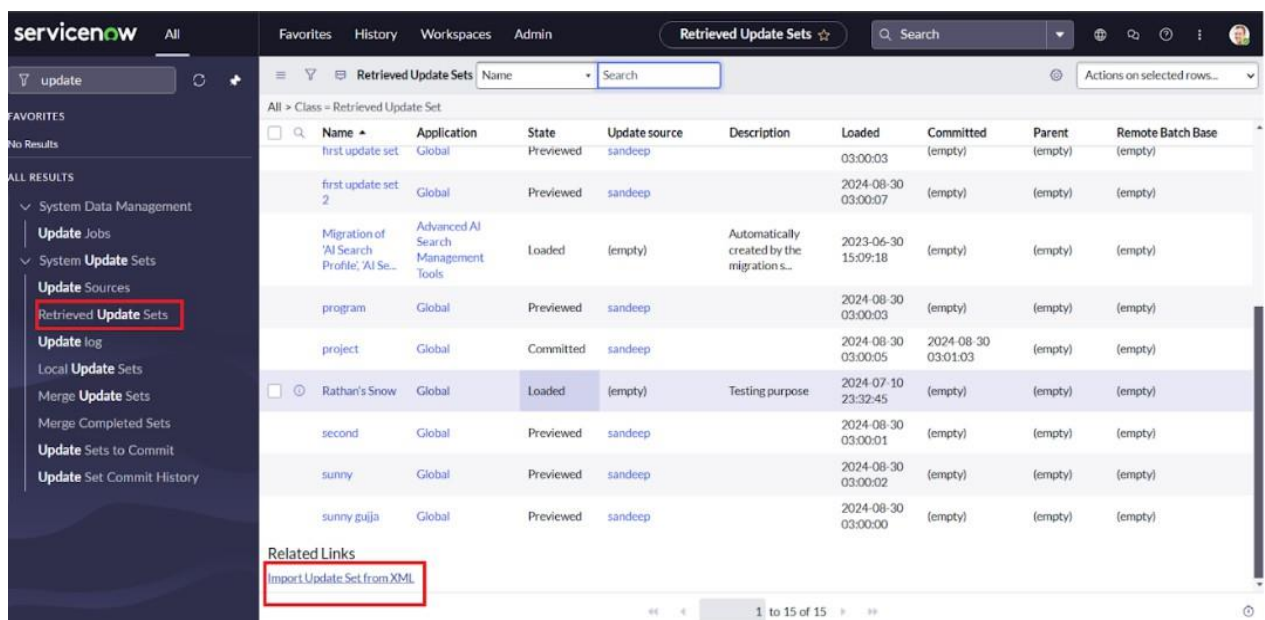 servicenow All Favorites History Workspaces Admin Retrieved Update Sets Search
update Retrieved Update Sets Name Search Actions on selected rows...
FAVORITES
No Results
ALL RESULTS
System Data Management
Update Jobs
System Update Sets
Update Sources
Retrieved Update Sets
Update log
Local Update Sets
Merge Update Sets
Merge Completed Sets
Update Sets to Commit
Update Set Commit History
All > Class = Retrieved Update Set
Name Application State Update source Description Loaded Committed Parent Remote Batch Base
first update set Global Previewed sandeep 03:00:03 (empty) (empty) (empty)
first update set 2 Global Previewed sandeep 2024-08-30 03:00:07 (empty) (empty) (empty)
Migration of 'AI Search Profile', 'AI Se... Advanced AI Search Management Tools Loaded (empty) Automatically created by the migration s... 2023-06-30 15:09:18 (empty) (empty) (empty)
program Global Previewed sandeep 2024-08-30 03:00:03 (empty) (empty) (empty)
project Global Committed sandeep 2024-08-30 03:00:05 2024-08-30 03:01:03 (empty) (empty)
Rathan's Snow Global Loaded (empty) Testing purpose 2024-07-10 23:32:45 (empty) (empty) (empty)
second Global Previewed sandeep 2024-08-30 03:00:01 (empty) (empty) (empty)
sunny Global Previewed sandeep 2024-08-30 03:00:02 (empty) (empty) (empty)
sunny gujja Global Previewed sandeep 2024-08-30 03:00:00 (empty) (empty) (empty)
Related Links
Import Update Set from XML
1 to 15 of 15